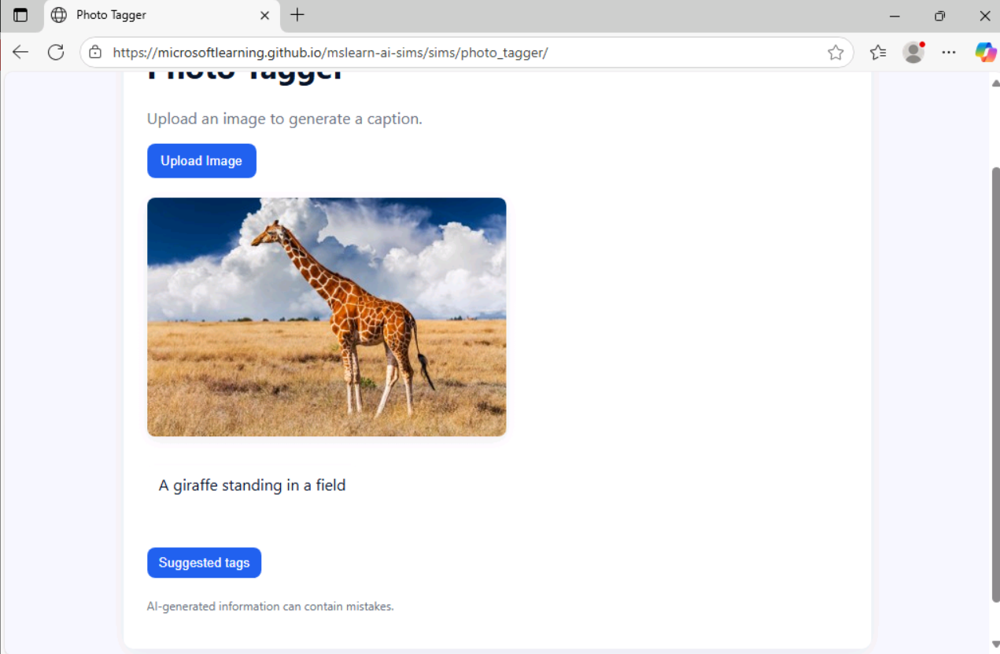 Photo Tagger
https://microsoftlearning.github.io/mslearn-ai-sims/sims/photo_tagger/
Photo Tagger
Upload an image to generate a caption.
Upload Image
A giraffe standing in a field
Suggested tags
AI-generated information can contain mistakes.